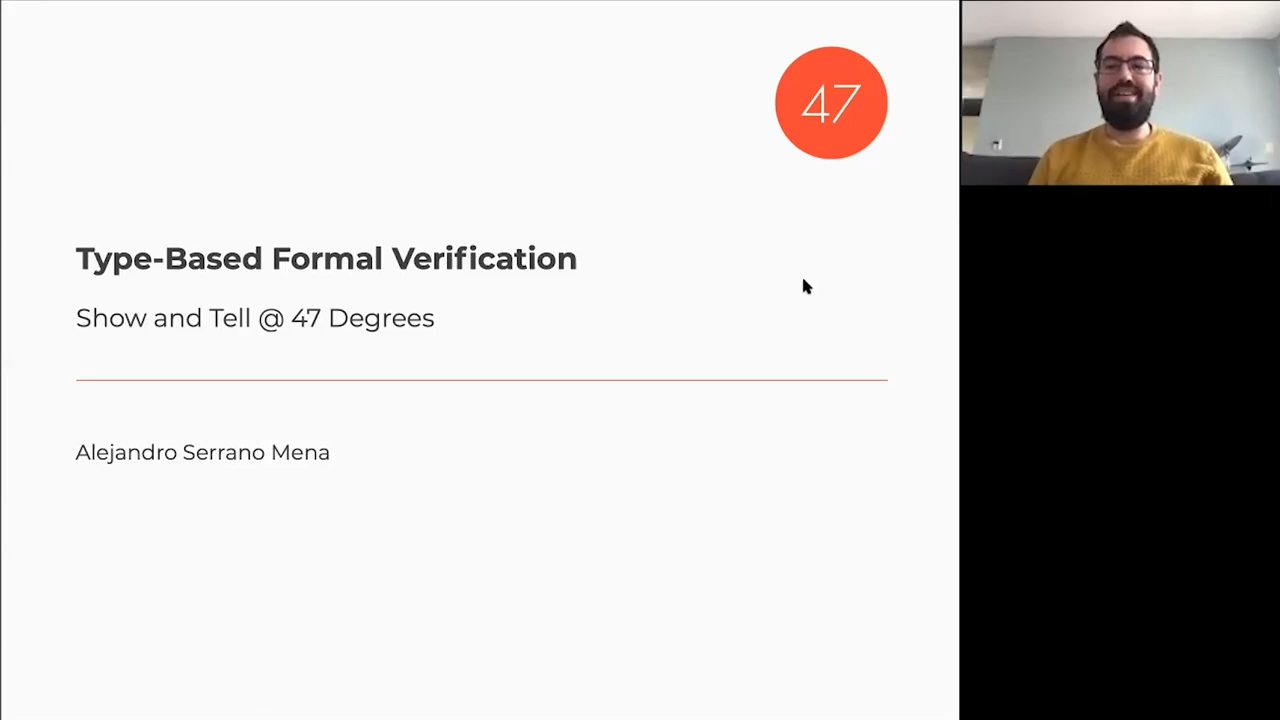 47
Type-Based Formal Verification
Show and Tell @ 47 Degrees
Alejandro Serrano Mena